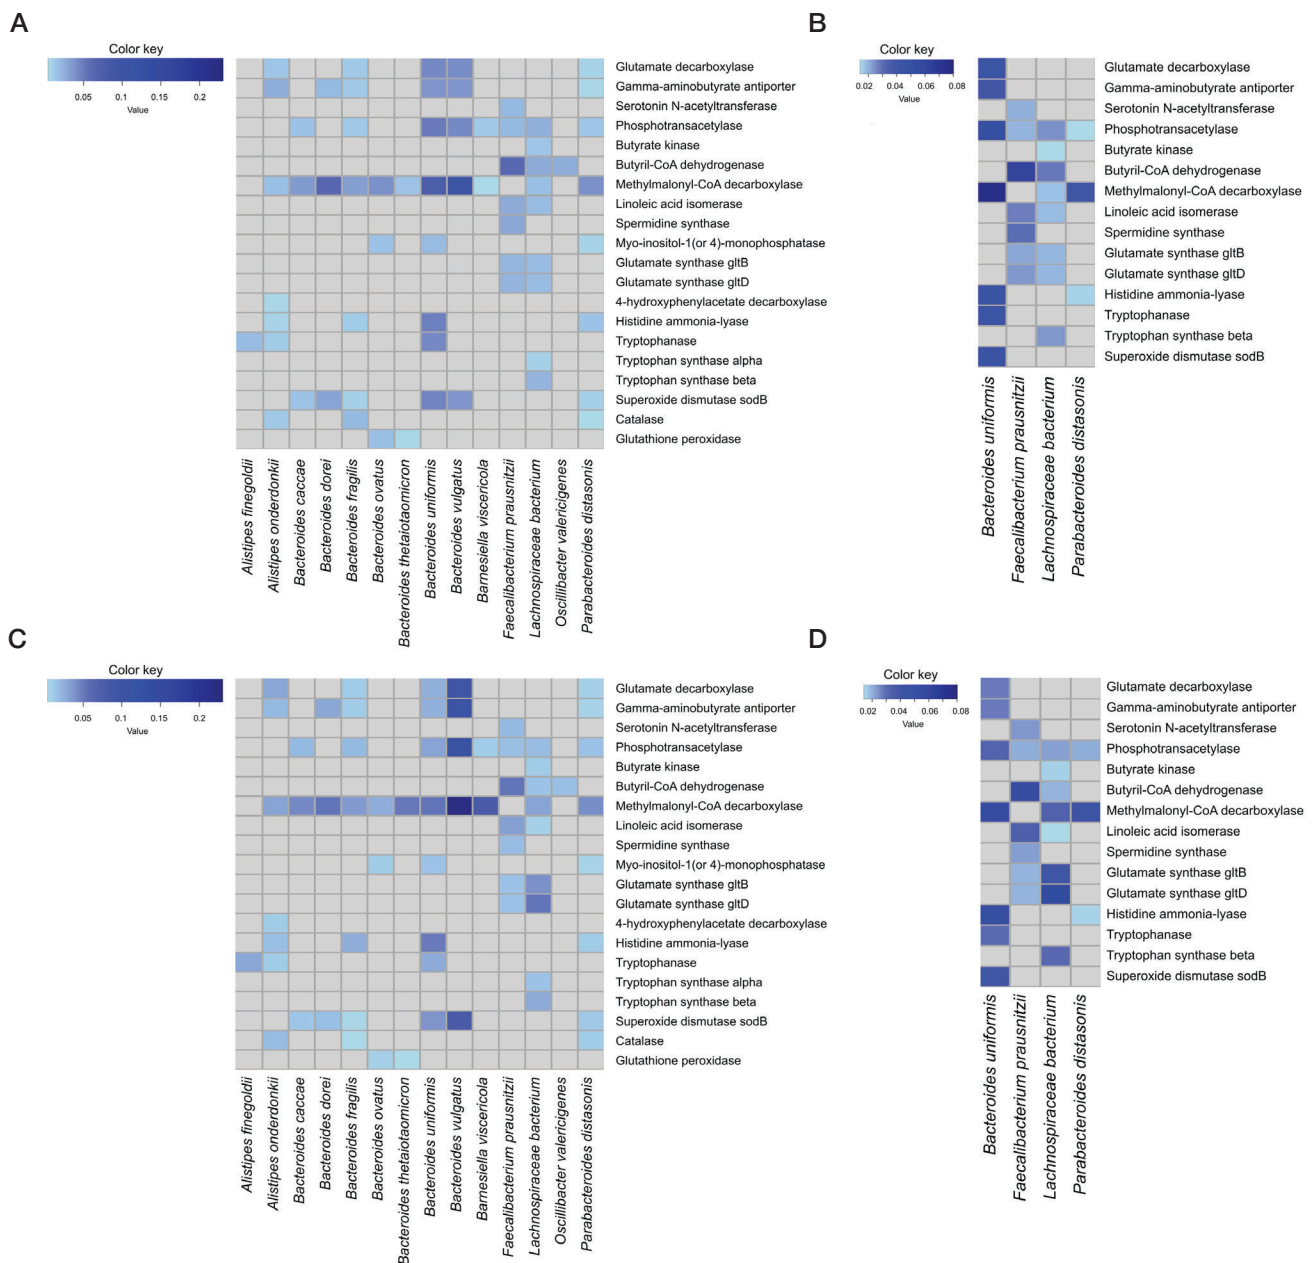 A
Color key
0.05 0.1 0.15 0.2
Value
Glutamate decarboxylase
Gamma-aminobutyrate antiporter
Serotonin N-acetyltransferase
Phosphotransacetylase
Butyrate kinase
Butyril-CoA dehydrogenase
Methylmalonyl-CoA decarboxylase
Linoleic acid isomerase
Spermidine synthase
Myo-inositol-1(or 4)-monophosphatase
Glutamate synthase gltB
Glutamate synthase gltD
4-hydroxyphenylacetate decarboxylase
Histidine ammonia-lyase
Tryptophanase
Tryptophan synthase alpha
Tryptophan synthase beta
Superoxide dismutase sodB
Catalase
Glutathione peroxidase
Alistipes finegoldii
Alistipes onderdonkii
Bacteroides caccae
Bacteroides dorei
Bacteroides fragilis
Bacteroides ovatus
Bacteroides thetaiotaomicron
Bacteroides uniformis
Bacteroides vulgatus
Barnesiella viscericola
Faecalibacterium prausnitzii
Lachnospiraceae bacterium
Oscillibacter valericigenes
Parabacteroides distasonis
B
Color key
0.02 0.04 0.06 0.08
Value
Glutamate decarboxylase
Gamma-aminobutyrate antiporter
Serotonin N-acetyltransferase
Phosphotransacetylase
Butyrate kinase
Butyril-CoA dehydrogenase
Methylmalonyl-CoA decarboxylase
Linoleic acid isomerase
Spermidine synthase
Glutamate synthase gltB
Glutamate synthase gltD
Histidine ammonia-lyase
Tryptophanase
Tryptophan synthase beta
Superoxide dismutase sodB
Bacteroides uniformis
Faecalibacterium prausnitzii
Lachnospiraceae bacterium
Parabacteroides distasonis
C
Color key
0.05 0.1 0.15 0.2
Value
Glutamate decarboxylase
Gamma-aminobutyrate antiporter
Serotonin N-acetyltransferase
Phosphotransacetylase
Butyrate kinase
Butyril-CoA dehydrogenase
Methylmalonyl-CoA decarboxylase
Linoleic acid isomerase
Spermidine synthase
Myo-inositol-1(or 4)-monophosphatase
Glutamate synthase gltB
Glutamate synthase gltD
4-hydroxyphenylacetate decarboxylase
Histidine ammonia-lyase
Tryptophanase
Tryptophan synthase alpha
Tryptophan synthase beta
Superoxide dismutase sodB
Catalase
Glutathione peroxidase
Alistipes finegoldii
Alistipes onderdonkii
Bacteroides caccae
Bacteroides dorei
Bacteroides fragilis
Bacteroides ovatus
Bacteroides thetaiotaomicron
Bacteroides uniformis
Bacteroides vulgatus
Barnesiella viscericola
Faecalibacterium prausnitzii
Lachnospiraceae bacterium
Oscillibacter valericigenes
Parabacteroides distasonis
D
Color key
0.02 0.04 0.06 0.08
Value
Glutamate decarboxylase
Gamma-aminobutyrate antiporter
Serotonin N-acetyltransferase
Phosphotransacetylase
Butyrate kinase
Butyril-CoA dehydrogenase
Methylmalonyl-CoA decarboxylase
Linoleic acid isomerase
Spermidine synthase
Glutamate synthase gltB
Glutamate synthase gltD
Histidine ammonia-lyase
Tryptophanase
Tryptophan synthase beta
Superoxide dismutase sodB
Bacteroides uniformis
Faecalibacterium prausnitzii
Lachnospiraceae bacterium
Parabacteroides distasonis